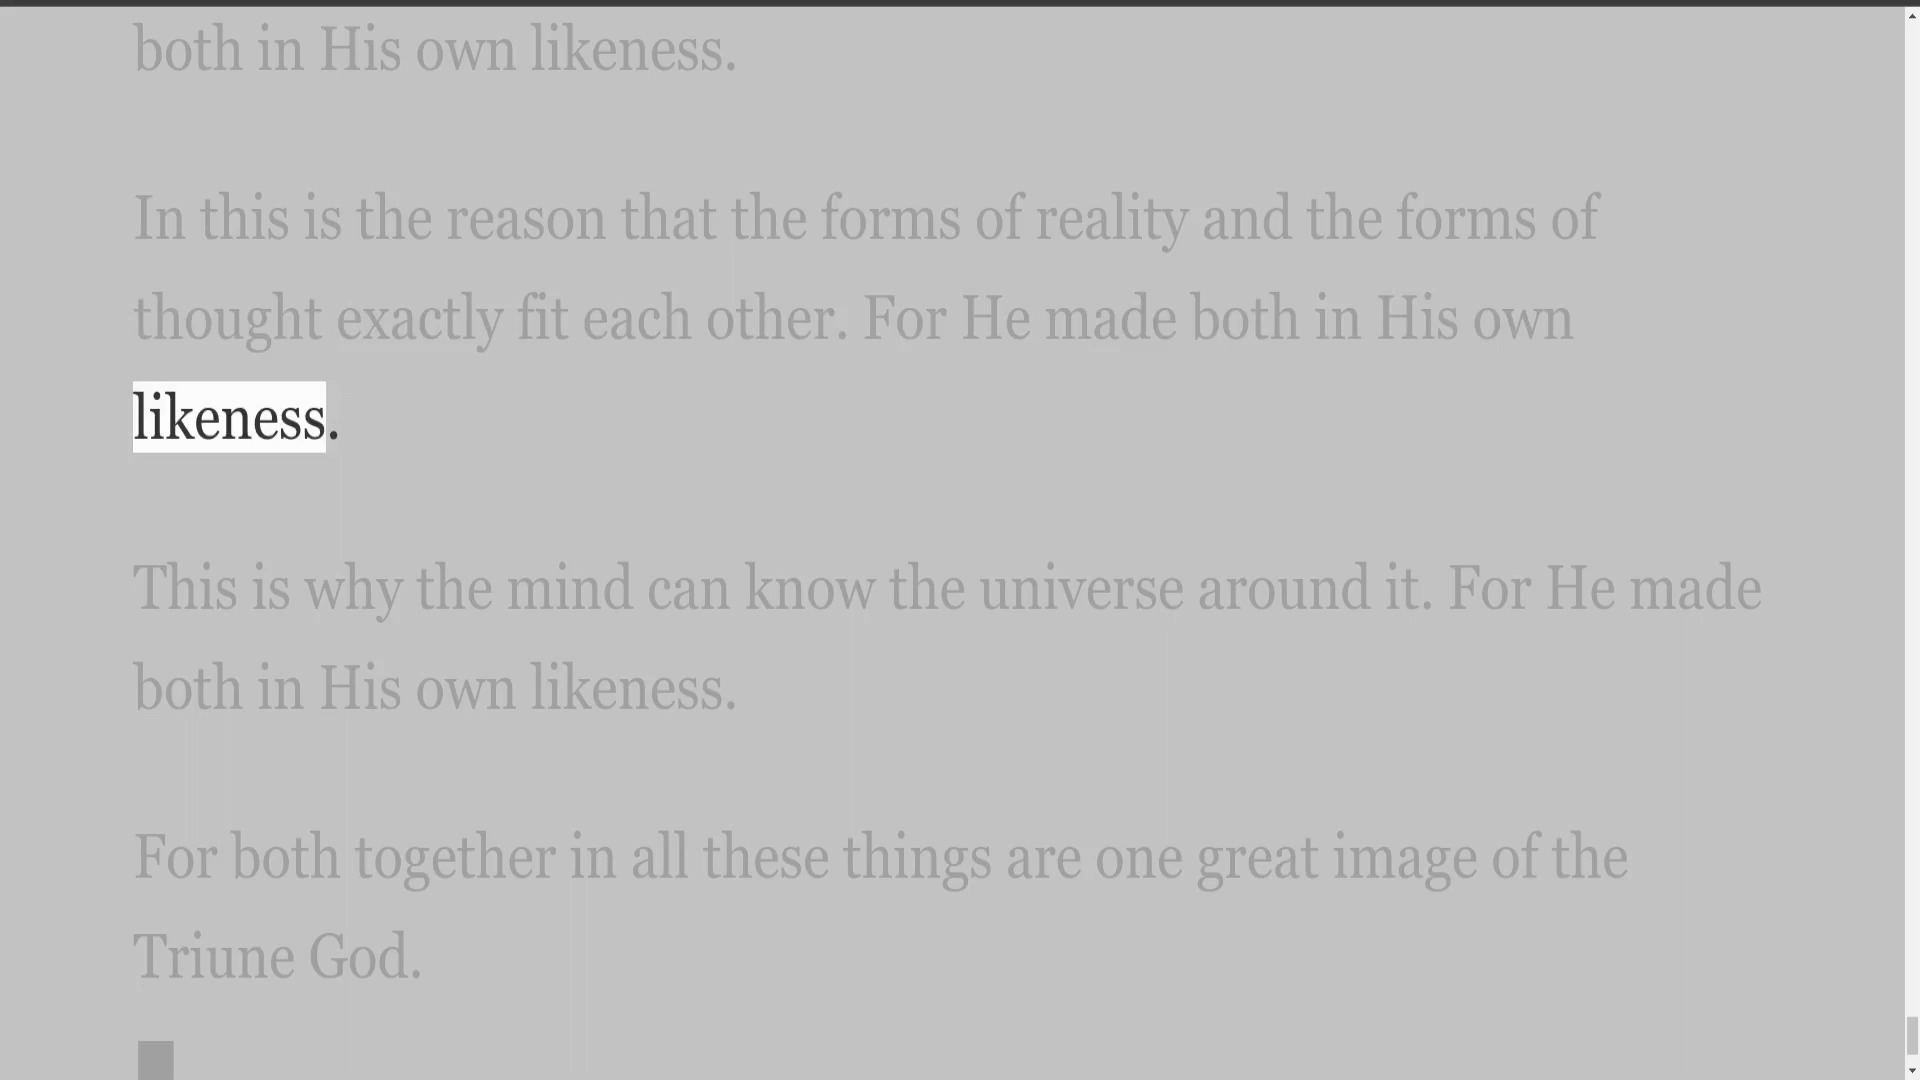 both in His own likeness.
In this is the reason that the forms of reality and the forms of
thought exactly fit each other. For He made both in His own
likeness.
This is why the mind can know the universe around it. For He made
both in His own likeness.
For both together in all these things are one great image of the
Triune God.